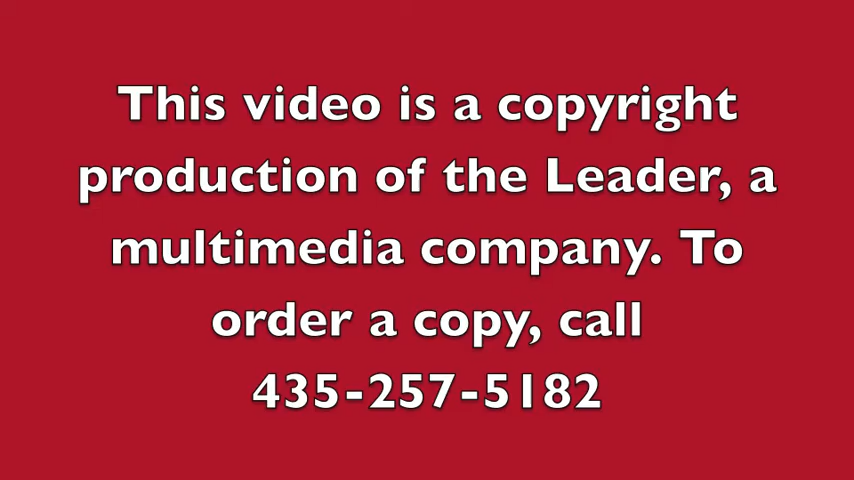 This video is a copyright
production of the Leader, a
multimedia company. To
order a copy, call
435-257-5182